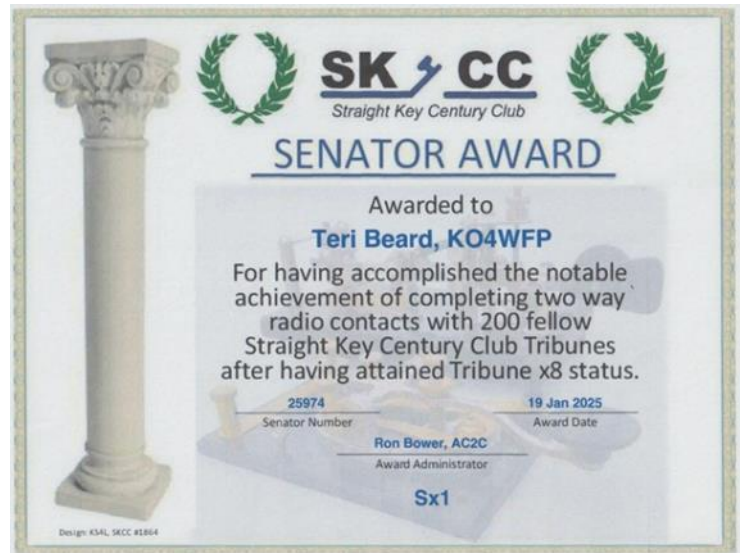 SK CC
Straight Key Century Club
SENATOR AWARD
Awarded to
Teri Beard, KO4WFP
For having accomplished the notable
achievement of completing two way
radio contacts with 200 fellow
Straight Key Century Club Tribunes
after having attained Tribune x8 status.
25974 19 Jan 2025
Senator Number Award Date
Ron Bower, AC2C
Award Administrator
Sx1
Design: KS4L, SKCC #1864